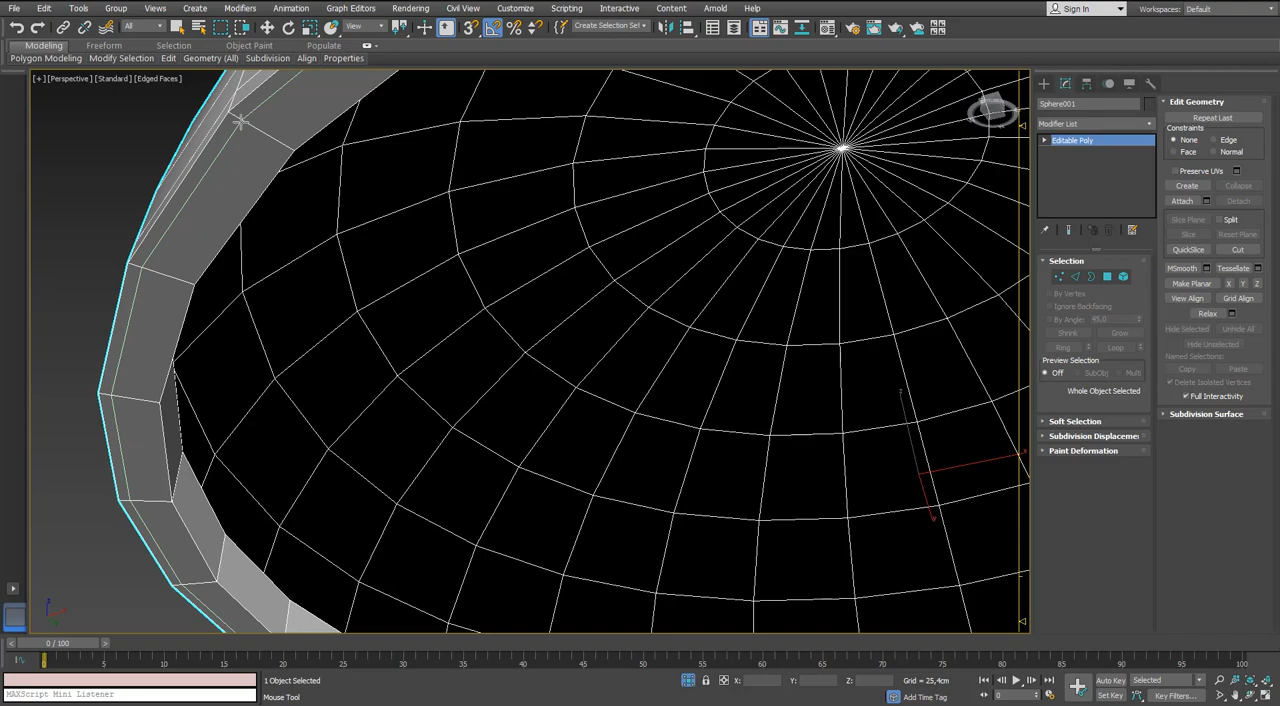 File Edit Tools Group Views Create Modifiers Animation Graph Editors Rendering Civil View Customize Scripting Interactive Content Arnold Help Sign In Workspaces: Default
All View Create Selection Sel
Modeling Freeform Selection Object Paint Populate
Polygon Modeling Modify Selection Edit Geometry (All) Subdivision Align Properties
[+] [Perspective] [Standard] [Edged Faces]
Sphere001
Modifier List
Editable Poly
Selection
By Vertex
Ignore Backfacing
By Angle: 45,0
Shrink Grow
Ring Loop
Preview Selection
Off SubObj Multi
Whole Object Selected
Soft Selection
Subdivision Displacemen
Paint Deformation
Edit Geometry
Repeat Last
Constraints
None Edge
Face Normal
Preserve UVs
Create Collapse
Attach Detach
Slice Plane Split
Slice Reset Plane
QuickSlice Cut
MSmooth Tessellate
Make Planar X Y Z
View Align Grid Align
Relax
Hide Selected Unhide All
Hide Unselected
Named Selections:
Copy Paste
Delete Isolated Vertices
Full Interactivity
Subdivision Surface
< 0 / 100 >
0 5 10 15 20 25 30 35 40 45 50 55 60 65 70 75 80 85 90 95 100
1 Object Selected X: Y: Z: Grid = 25,4cm Auto Key Selected
MAXScript Mini Listener Mouse Tool Add Time Tag 0 Set Key Key Filters...